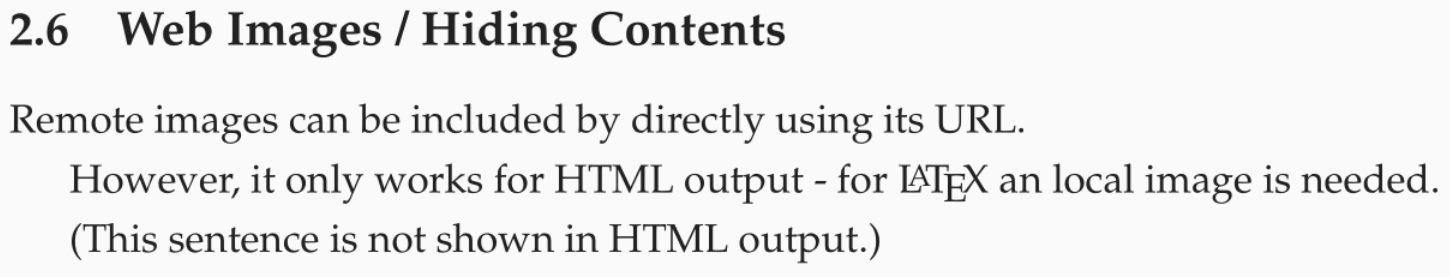 2.6 Web Images / Hiding Contents
Remote images can be included by directly using its URL.
However, it only works for HTML output - for LATEX an local image is needed.
(This sentence is not shown in HTML output.)